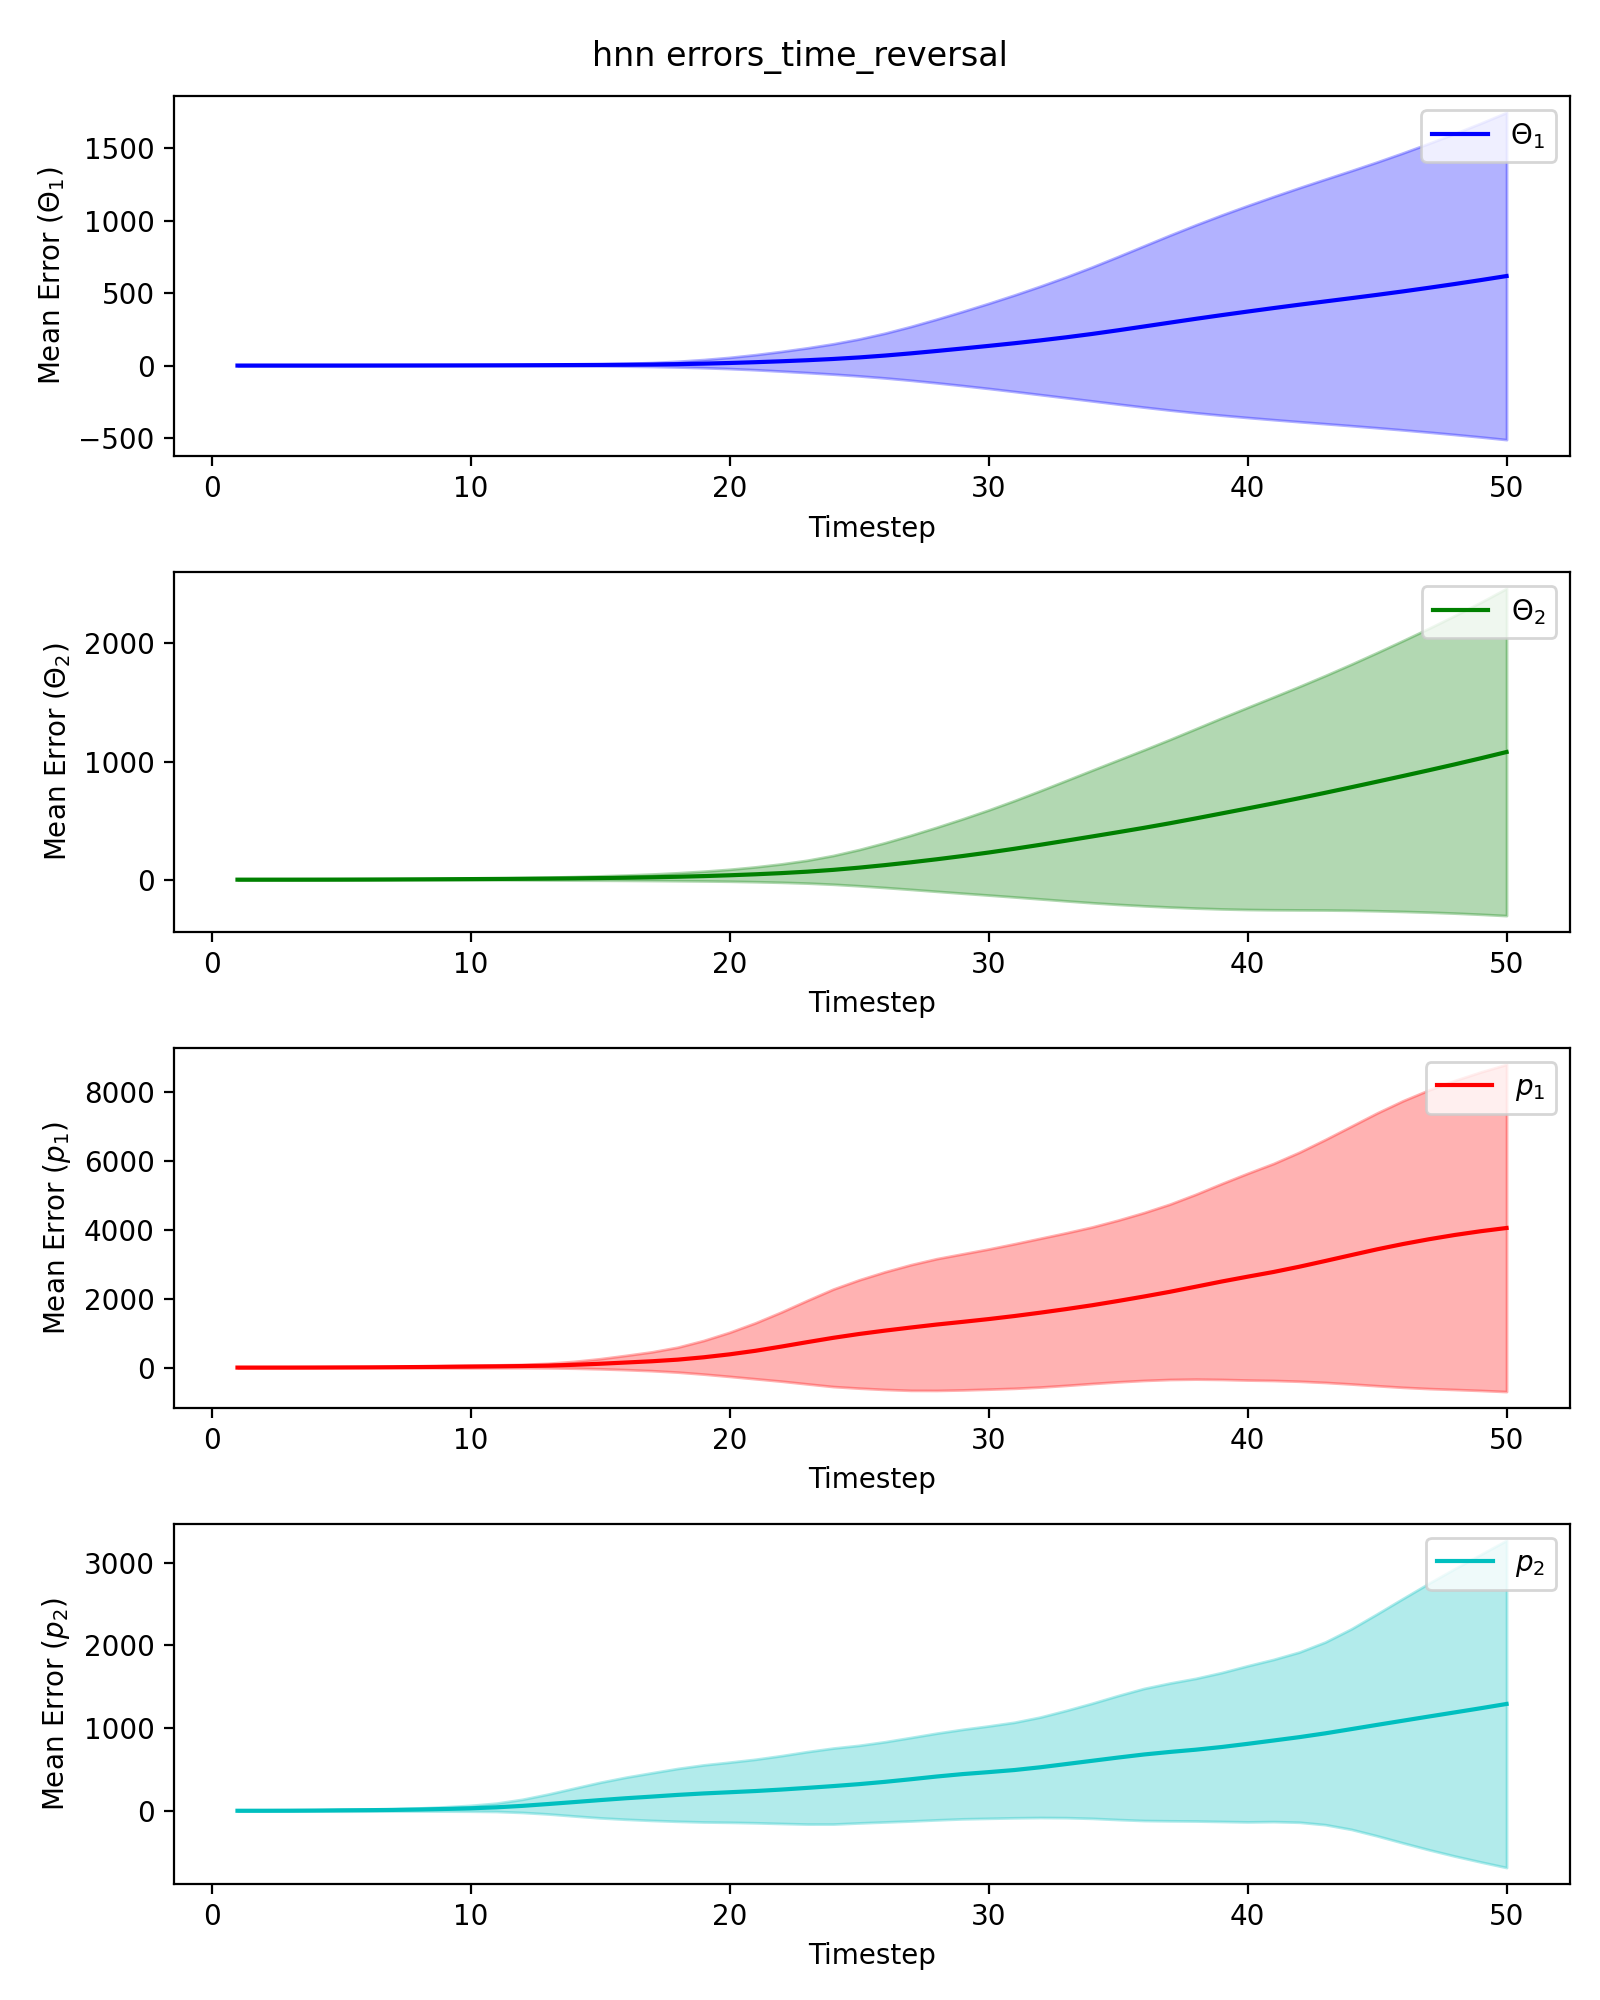 hnn errors_time_reversal
Mean Error (Θ₁)
1500
1000
500
0
−500
Θ₁
0 10 20 30 40 50
Timestep
Mean Error (Θ₂)
2000
1000
0
Θ₂
0 10 20 30 40 50
Timestep
Mean Error (p₁)
8000
6000
4000
2000
0
p₁
0 10 20 30 40 50
Timestep
Mean Error (p₂)
3000
2000
1000
0
p₂
0 10 20 30 40 50
Timestep